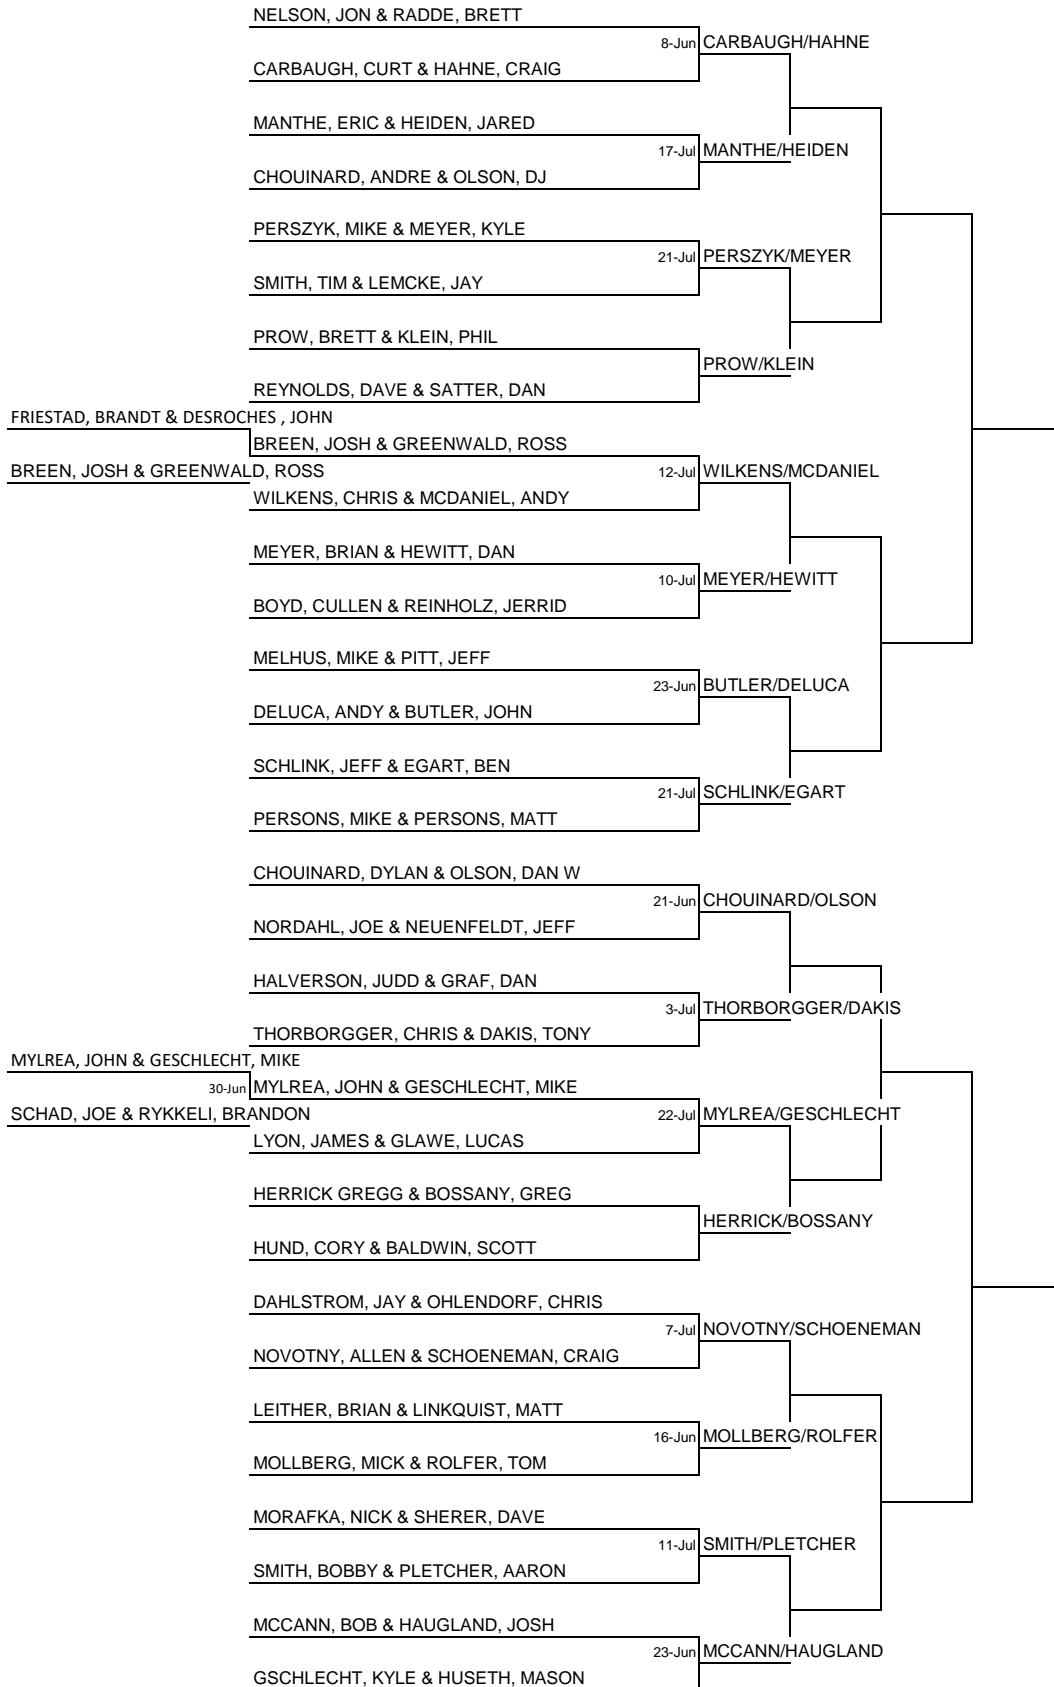 NELSON, JON & RADDE, BRETT
8-Jun CARBAUGH/HAHNE
CARBAUGH, CURT & HAHNE, CRAIG
MANTHE, ERIC & HEIDEN, JARED
17-Jul MANTHE/HEIDEN
CHOUINARD, ANDRE & OLSON, DJ
PERSZYK, MIKE & MEYER, KYLE
21-Jul PERSZYK/MEYER
SMITH, TIM & LEMCKE, JAY
PROW, BRETT & KLEIN, PHIL
PROW/KLEIN
REYNOLDS, DAVE & SATTER, DAN
FRIESTAD, BRANDT & DESROCHES , JOHN
BREEN, JOSH & GREENWALD, ROSS
BREEN, JOSH & GREENWALD, ROSS
12-Jul WILKENS/MCDANIEL
WILKENS, CHRIS & MCDANIEL, ANDY
MEYER, BRIAN & HEWITT, DAN
10-Jul MEYER/HEWITT
BOYD, CULLEN & REINHOLZ, JERRID
MELHUS, MIKE & PITT, JEFF
23-Jun BUTLER/DELUCA
DELUCA, ANDY & BUTLER, JOHN
SCHLINK, JEFF & EGART, BEN
21-Jul SCHLINK/EGART
PERSONS, MIKE & PERSONS, MATT
CHOUINARD, DYLAN & OLSON, DAN W
21-Jun CHOUINARD/OLSON
NORDAHL, JOE & NEUENFELDT, JEFF
HALVERSON, JUDD & GRAF, DAN
3-Jul THORBORGGER/DAKIS
THORBORGGER, CHRIS & DAKIS, TONY
MYLREA, JOHN & GESCHLECHT, MIKE
30-Jun MYLREA, JOHN & GESCHLECHT, MIKE
SCHAD, JOE & RYKKELI, BRANDON
22-Jul MYLREA/GESCHLECHT
LYON, JAMES & GLAWE, LUCAS
HERRICK GREGG & BOSSANY, GREG
HERRICK/BOSSANY
HUND, CORY & BALDWIN, SCOTT
DAHLSTROM, JAY & OHLENDORF, CHRIS
7-Jul NOVOTNY/SCHOENEMAN
NOVOTNY, ALLEN & SCHOENEMAN, CRAIG
LEITHER, BRIAN & LINKQUIST, MATT
16-Jun MOLLBERG/ROLFER
MOLLBERG, MICK & ROLFER, TOM
MORAFKA, NICK & SHERER, DAVE
11-Jul SMITH/PLETCHER
SMITH, BOBBY & PLETCHER, AARON
MCCANN, BOB & HAUGLAND, JOSH
23-Jun MCCANN/HAUGLAND
GSCHLECHT, KYLE & HUSETH, MASON